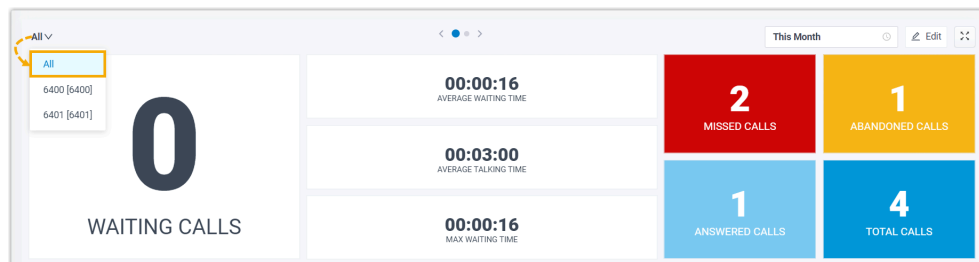 All
This Month
Edit
All
6400 [6400]
6401 [6401]
0
WAITING CALLS
00:00:16
AVERAGE WAITING TIME
00:03:00
AVERAGE TALKING TIME
00:00:16
MAX WAITING TIME
2
MISSED CALLS
1
ABANDONED CALLS
1
ANSWERED CALLS
4
TOTAL CALLS